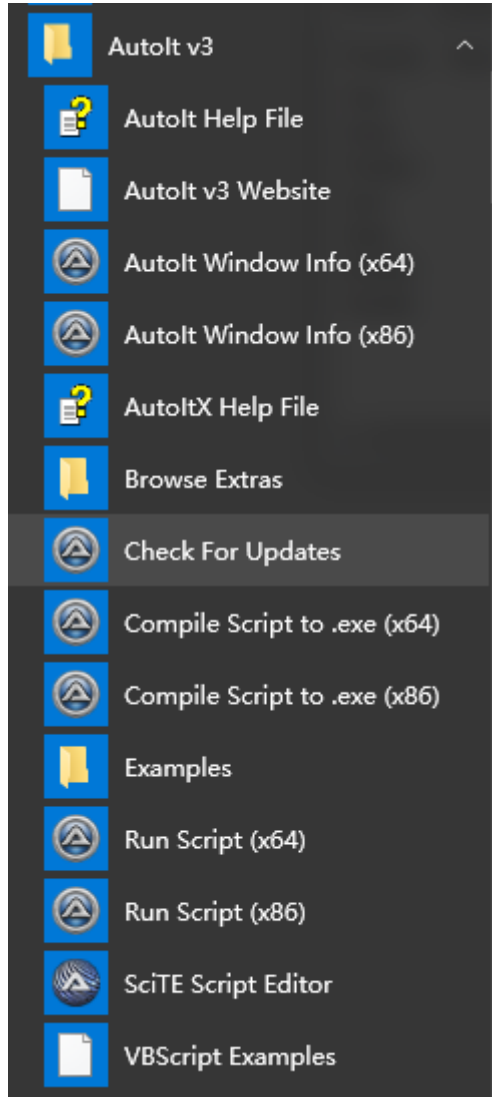 AutoIt v3
AutoIt Help File
AutoIt v3 Website
AutoIt Window Info (x64)
AutoIt Window Info (x86)
AutoItX Help File
Browse Extras
Check For Updates
Compile Script to .exe (x64)
Compile Script to .exe (x86)
Examples
Run Script (x64)
Run Script (x86)
SciTE Script Editor
VBScript Examples